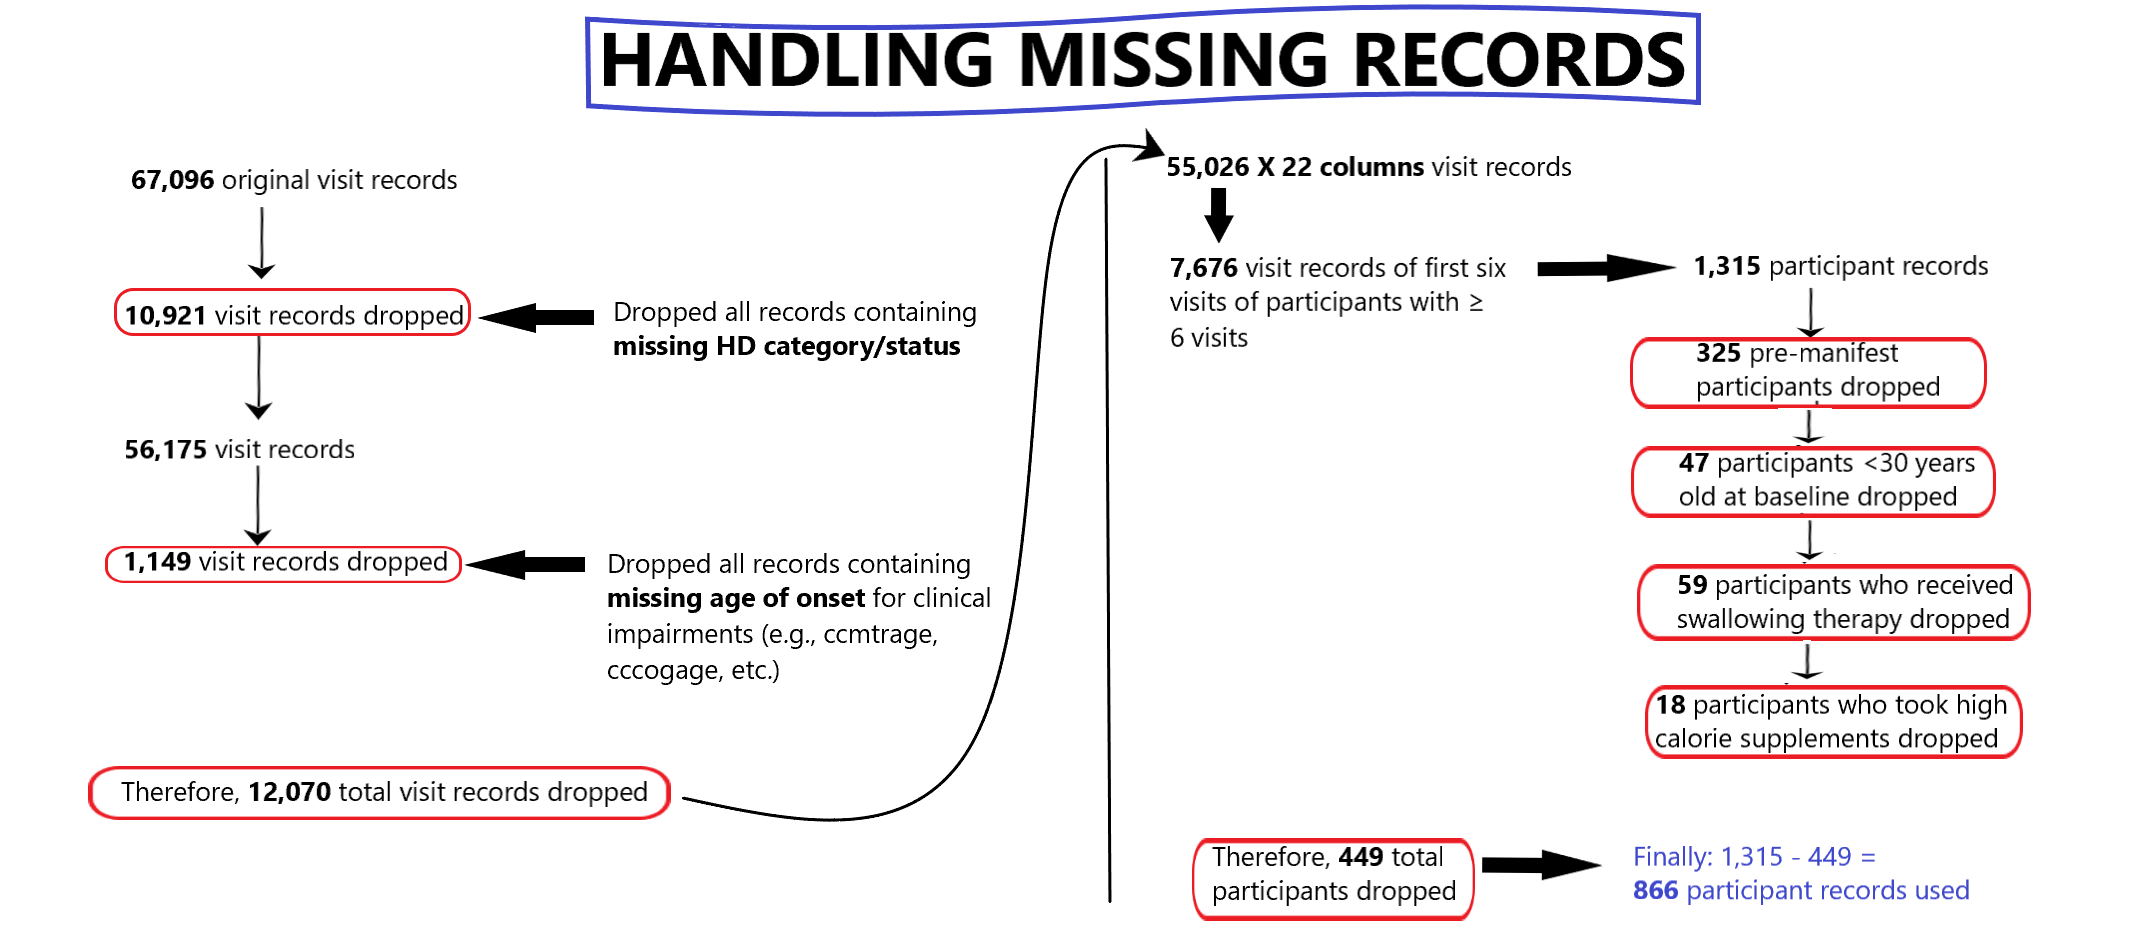 HANDLING MISSING RECORDS
67,096 original visit records
10,921 visit records dropped
Dropped all records containing
missing HD category/status
56,175 visit records
1,149 visit records dropped
Dropped all records containing
missing age of onset for clinical
impairments (e.g., ccmtrage,
cccogage, etc.)
Therefore, 12,070 total visit records dropped
55,026 X 22 columns visit records
7,676 visit records of first six
visits of participants with ≥
6 visits
1,315 participant records
325 pre-manifest
participants dropped
47 participants <30 years
old at baseline dropped
59 participants who received
swallowing therapy dropped
18 participants who took high
calorie supplements dropped
Therefore, 449 total
participants dropped
Finally: 1,315 - 449 =
866 participant records used